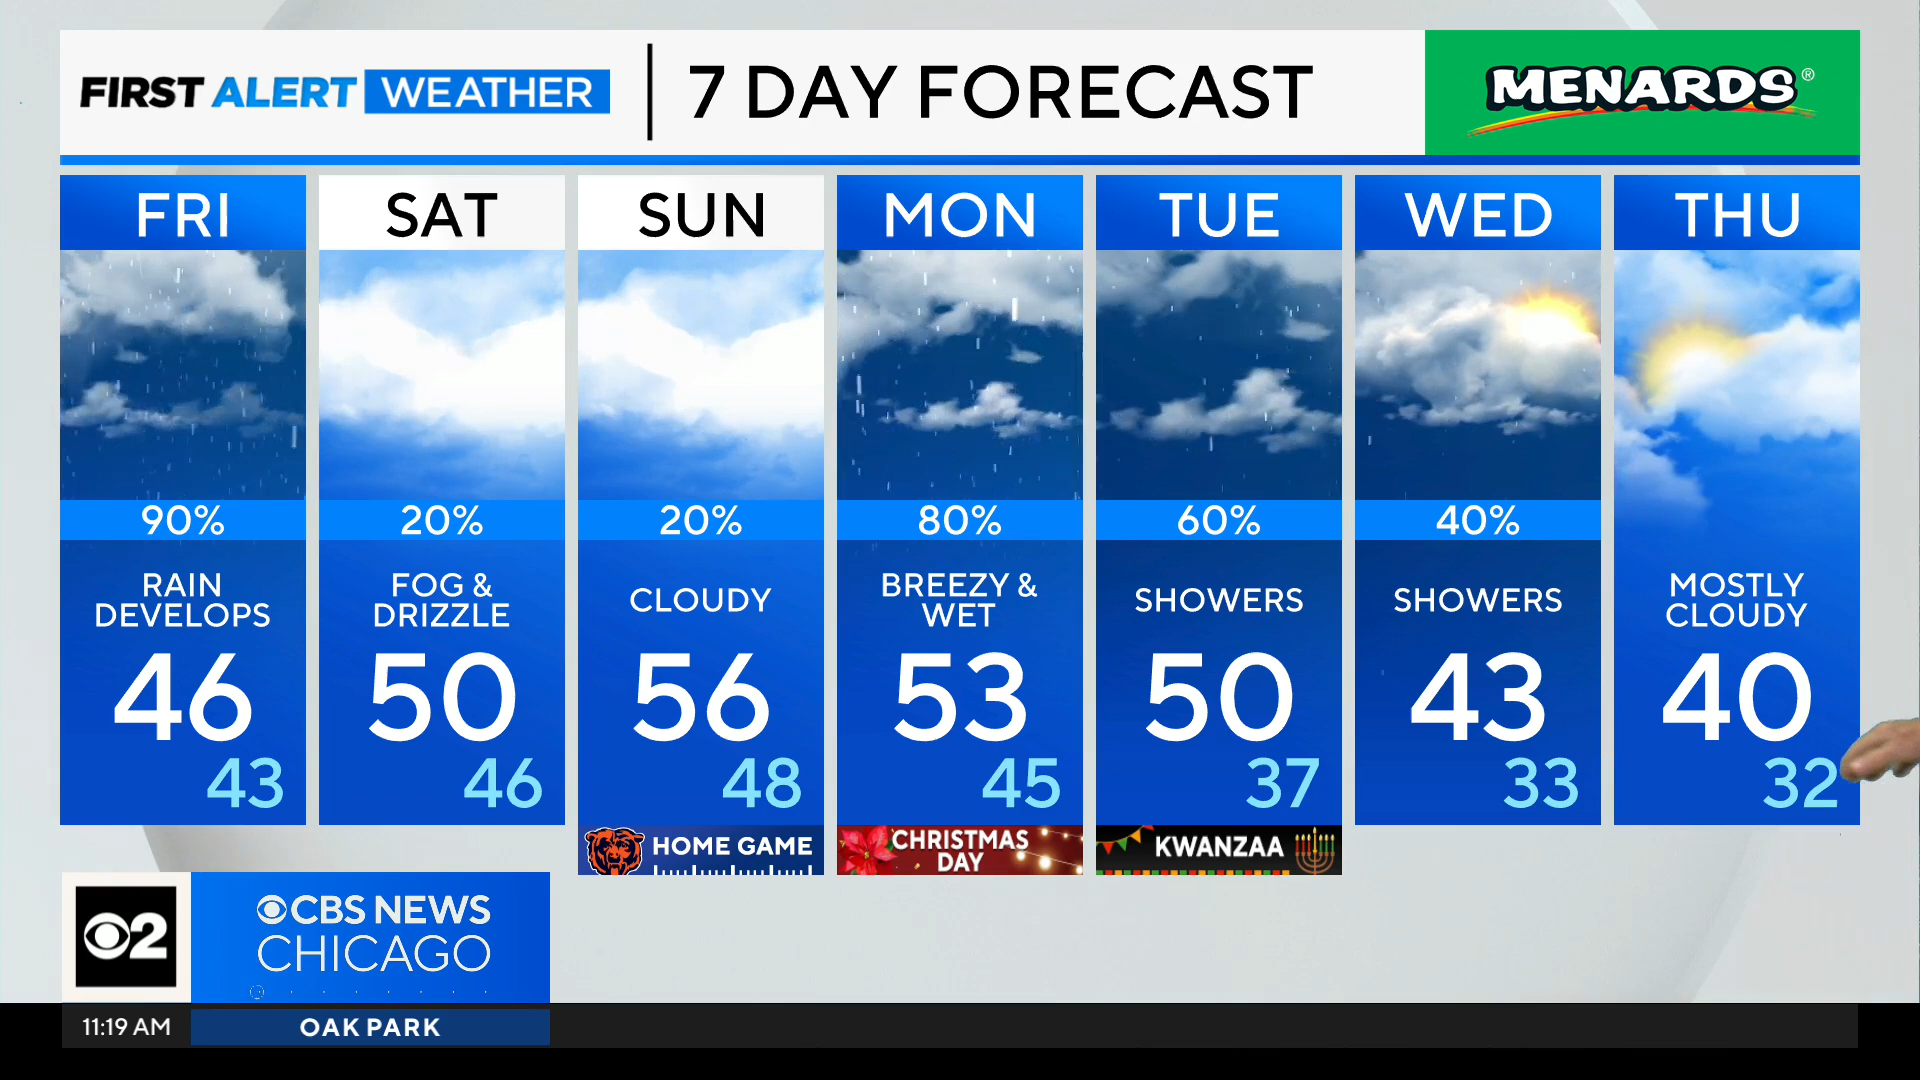 FIRST ALERT WEATHER
7 DAY FORECAST
MENARDS®
FRI
90%
RAIN
DEVELOPS
46
43
SAT
20%
FOG &
DRIZZLE
50
46
SUN
20%
CLOUDY
56
48
HOME GAME
MON
80%
BREEZY &
WET
53
45
CHRISTMAS
DAY
TUE
60%
SHOWERS
50
37
KWANZAA
WED
40%
SHOWERS
43
33
THU
MOSTLY
CLOUDY
40
32
2
CBS NEWS
CHICAGO
11:19 AM
OAK PARK